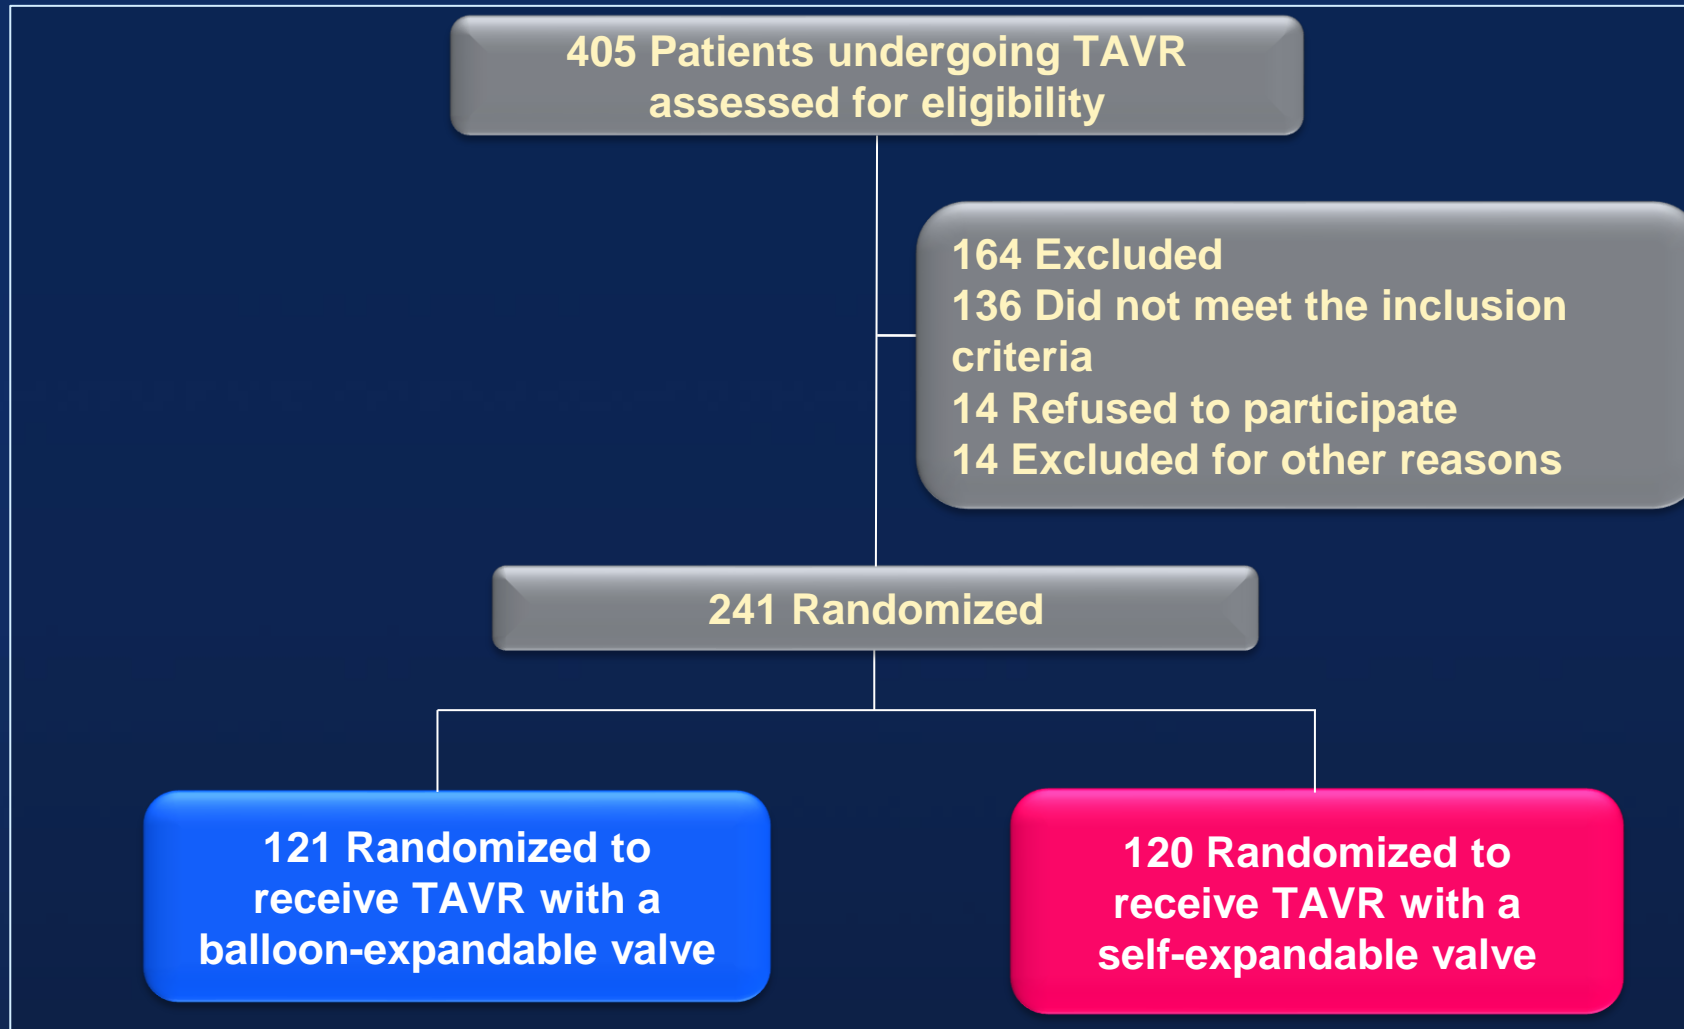 405 Patients undergoing TAVR
assessed for eligibility
164 Excluded
136 Did not meet the inclusion
criteria
14 Refused to participate
14 Excluded for other reasons
241 Randomized
121 Randomized to
receive TAVR with a
balloon-expandable valve
120 Randomized to
receive TAVR with a
self-expandable valve